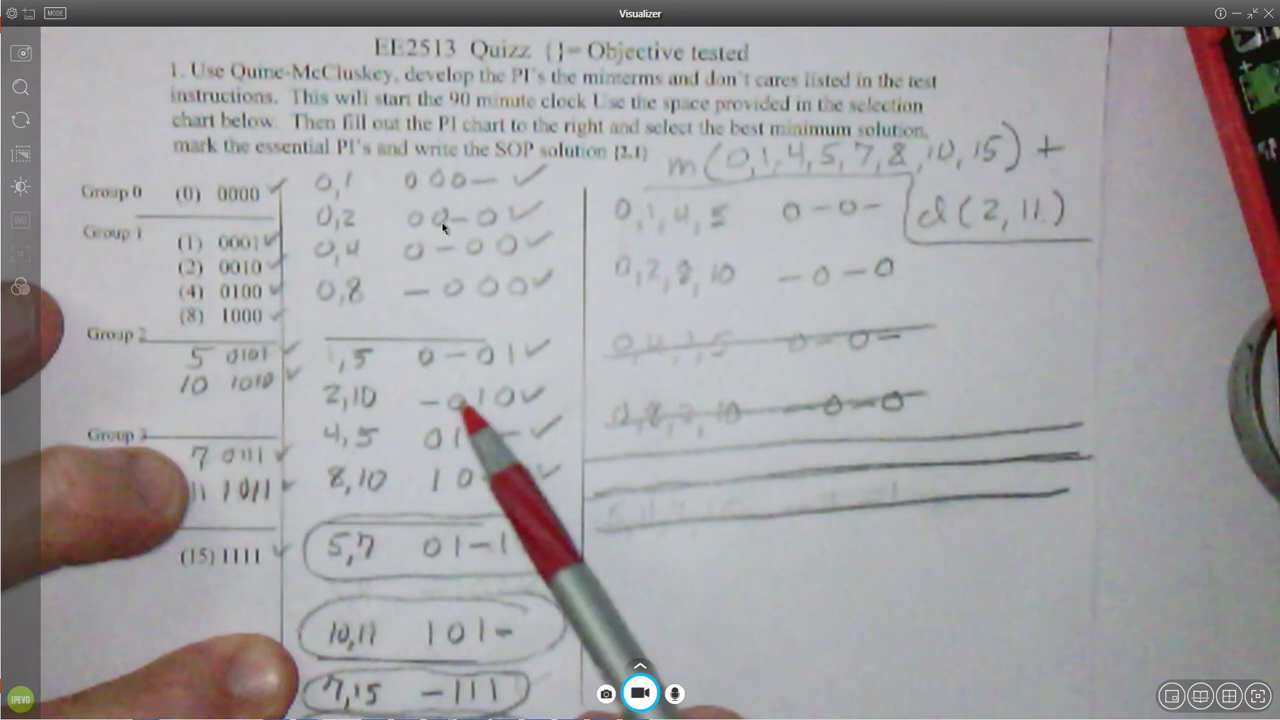 MODE
Visualizer
EE2513 Quizz {}= Objective tested
1. Use Quine-McCluskey, develop the PI's the minterms and don't cares listed in the test
instructions. This will start the 90 minute clock Use the space provided in the selection
chart below. Then fill out the PI chart to the right and select the best minimum solution,
mark the essential PI's and write the SOP solution {2.1}
m(0,1,4,5,7,8,10,15) +
d(2,11)
Group 0 (0) 0000 ✓
Group 1
(1) 0001 ✓
(2) 0010 ✓
(4) 0100 ✓
(8) 1000 ✓
Group 2
5 0101 ✓
10 1010 ✓
Group 3
7 0111 ✓
11 1011 ✓
(15) 1111 ✓
0,1 000– ✓
0,2 00–0 ✓
0,4 0–00 ✓
0,8 –000 ✓
1,5 0–01 ✓
2,10 –010 ✓
4,5 01 – ✓
8,10 10 ✓
5,7 01–1
10,11 101–
7,15 –111
0,1,4,5 0–0–
0,2,8,10 –0–0
0,4,1,5 0–0–
0,8,2,10 –0–0
IPEVO